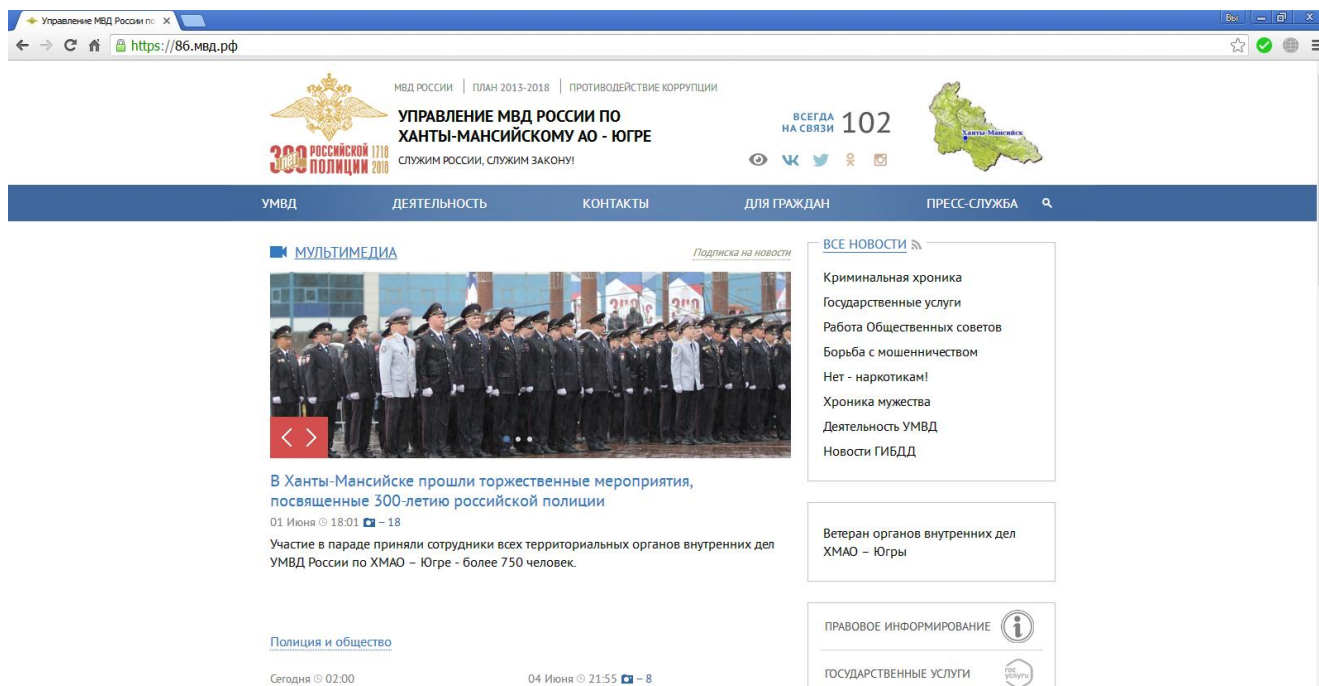 Управление МВД России по
Вы
https://86.мвд.рф
МВД РОССИИ
ПЛАН 2013-2018
ПРОТИВОДЕЙСТВИЕ КОРРУПЦИИ
УПРАВЛЕНИЕ МВД РОССИИ ПО
ХАНТЫ-МАНСИЙСКОМУ АО - ЮГРЕ
СЛУЖИМ РОССИИ, СЛУЖИМ ЗАКОНУ!
300 лет РОССИЙСКОЙ 1718
ПОЛИЦИИ 2018
ВСЕГДА
НА СВЯЗИ 102
Ханты-Мансийск
УМВД
ДЕЯТЕЛЬНОСТЬ
КОНТАКТЫ
ДЛЯ ГРАЖДАН
ПРЕСС-СЛУЖБА
МУЛЬТИМЕДИА
Подписка на новости
300
300
В Ханты-Мансийске прошли торжественные мероприятия,
посвященные 300-летию российской полиции
01 Июня 18:01 – 18
Участие в параде приняли сотрудники всех территориальных органов внутренних дел
УМВД России по ХМАО – Югре - более 750 человек.
Полиция и общество
Сегодня 02:00
04 Июня 21:55 – 8
ВСЕ НОВОСТИ
Криминальная хроника
Государственные услуги
Работа Общественных советов
Борьба с мошенничеством
Нет - наркотикам!
Хроника мужества
Деятельность УМВД
Новости ГИБДД
Ветеран органов внутренних дел
ХМАО – Югры
ПРАВОВОЕ ИНФОРМИРОВАНИЕ
ГОСУДАРСТВЕННЫЕ УСЛУГИ
гос
услуги